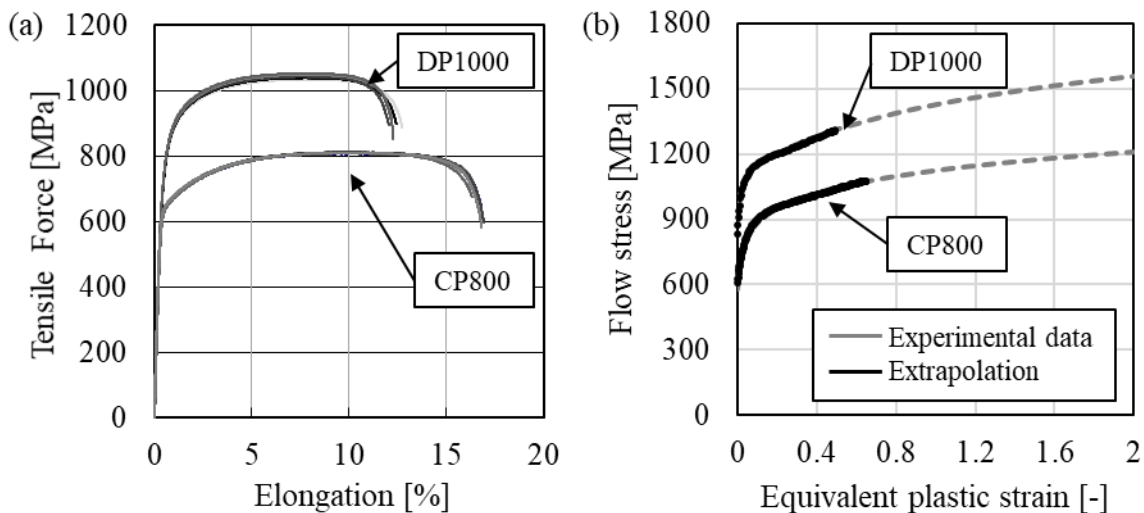 (a)
1200
1000
800
600
400
200
0
Tensile Force [MPa]
DP1000
CP800
0 5 10 15 20
Elongation [%]
(b)
1800
1500
1200
900
600
300
0
Flow stress [MPa]
DP1000
CP800
Experimental data
Extrapolation
0 0.4 0.8 1.2 1.6 2
Equivalent plastic strain [-]